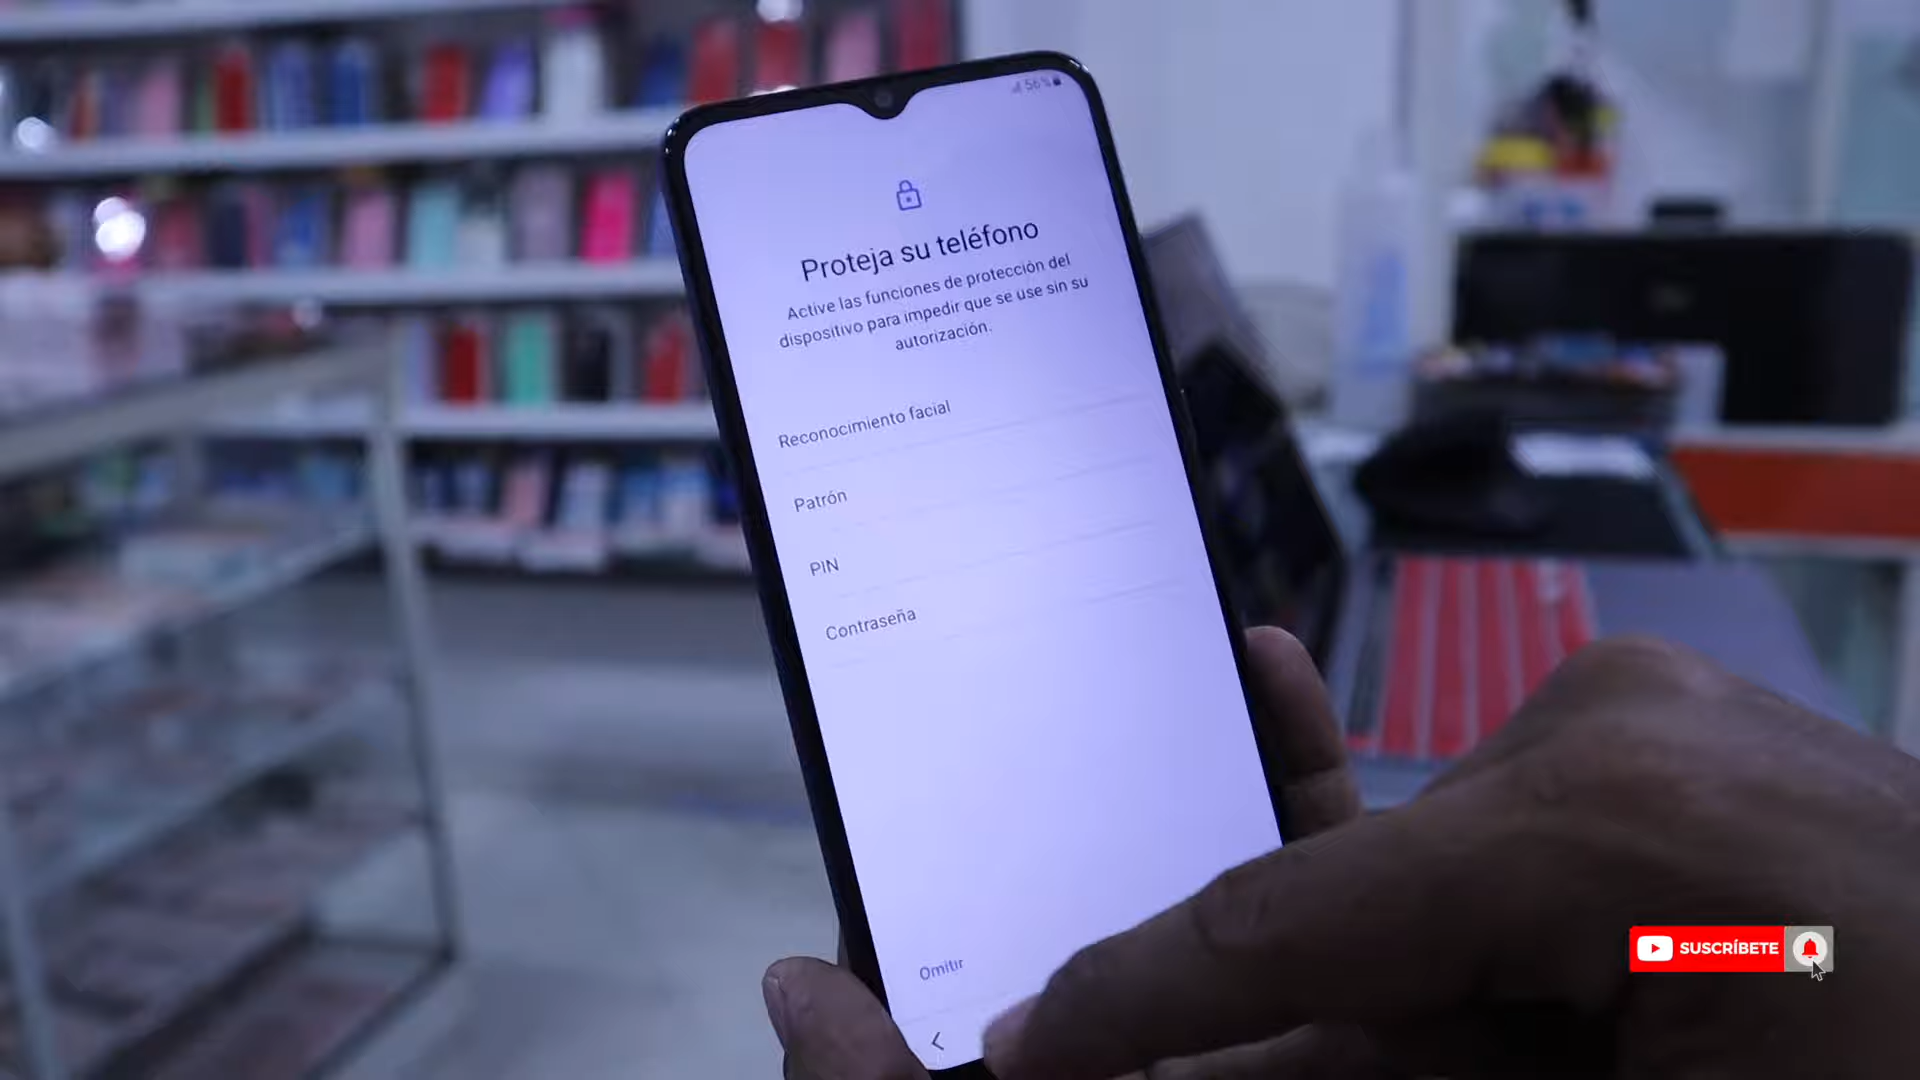 56%
Proteja su teléfono
Active las funciones de protección del
dispositivo para impedir que se use sin su
autorización.
Reconocimiento facial
Patrón
PIN
Contraseña
Omitir
SUSCRÍBETE